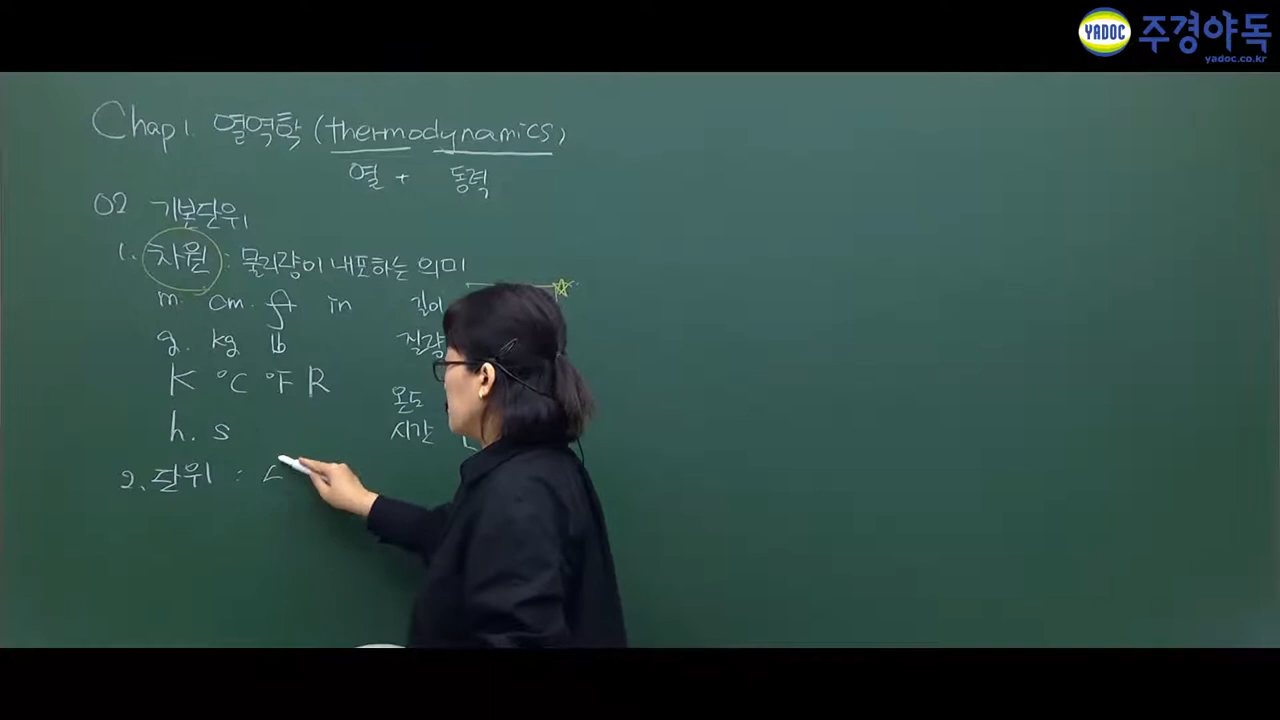 YADOC 주경야독
yadoc.co.kr
Chap 1. 열역학 (thermodynamics)
열 + 동력
02 기본단위
1. 차원 : 물리량이 내포하는 의미
m. cm. ft in 길이
g. kg lb 질량
K °C °F R 온도
h. s 시간
2. 단위 :